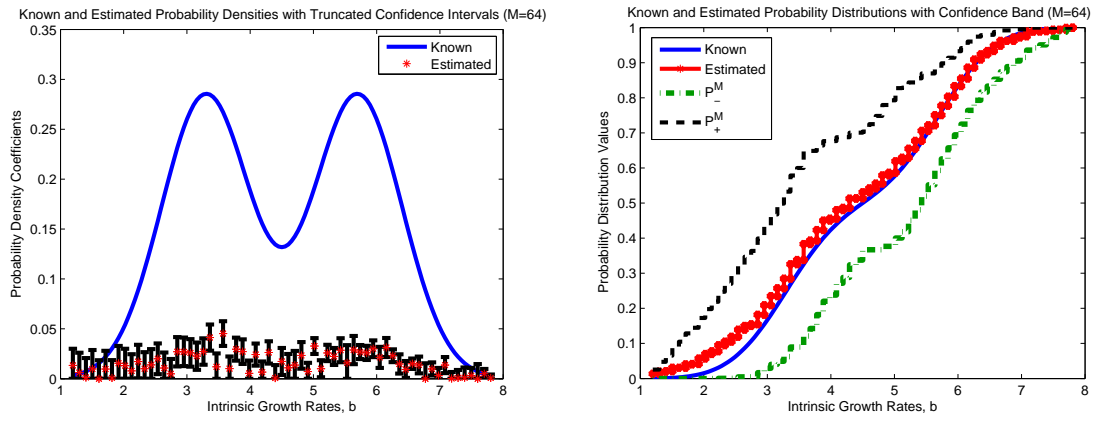 Known and Estimated Probability Densities with Truncated Confidence Intervals (M=64)
0.35
0.3
0.25
0.2
0.15
0.1
0.05
0
Probability Density Coefficients
Known
Estimated
1 2 3 4 5 6 7 8
Intrinsic Growth Rates, b
Known and Estimated Probability Distributions with Confidence Band (M=64)
1
0.9
0.8
0.7
0.6
0.5
0.4
0.3
0.2
0.1
0
Probability Distribution Values
Known
Estimated
P_-^M
P_+^M
1 2 3 4 5 6 7 8
Intrinsic Growth Rates, b